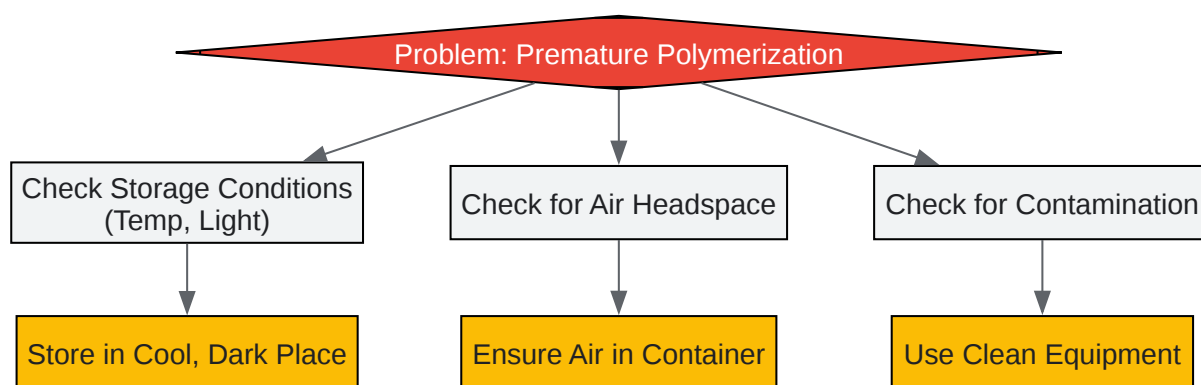 Problem: Premature Polymerization
Check Storage Conditions
(Temp, Light)
Check for Air Headspace
Check for Contamination
Store in Cool, Dark Place
Ensure Air in Container
Use Clean Equipment